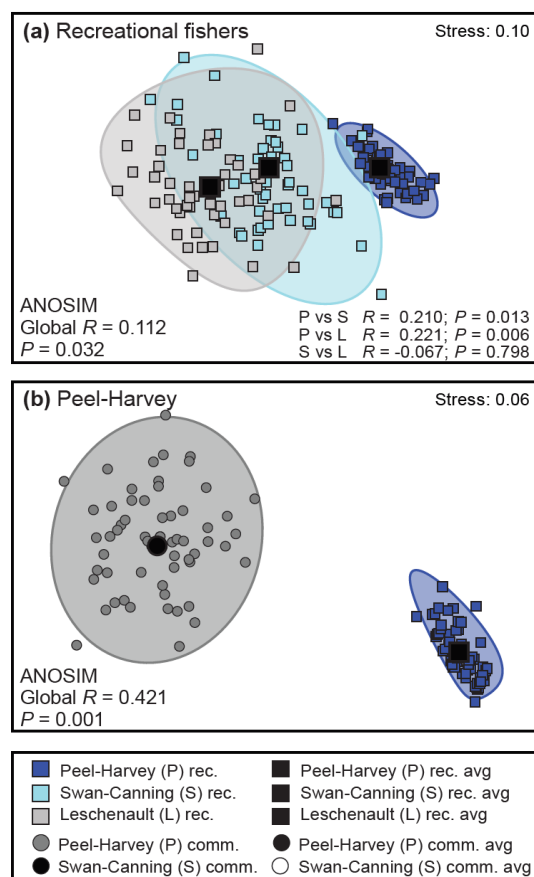 (a) Recreational fishers
Stress: 0.10
ANOSIM
Global R = 0.112
P = 0.032
P vs S R = 0.210; P = 0.013
P vs L R = 0.221; P = 0.006
S vs L R = -0.067; P = 0.798
(b) Peel-Harvey
Stress: 0.06
ANOSIM
Global R = 0.421
P = 0.001
Peel-Harvey (P) rec.
Swan-Canning (S) rec.
Leschenault (L) rec.
Peel-Harvey (P) comm.
Swan-Canning (S) comm.
Peel-Harvey (P) rec. avg
Swan-Canning (S) rec. avg
Leschenault (L) rec. avg
Peel-Harvey (P) comm. avg
Swan-Canning (S) comm. avg